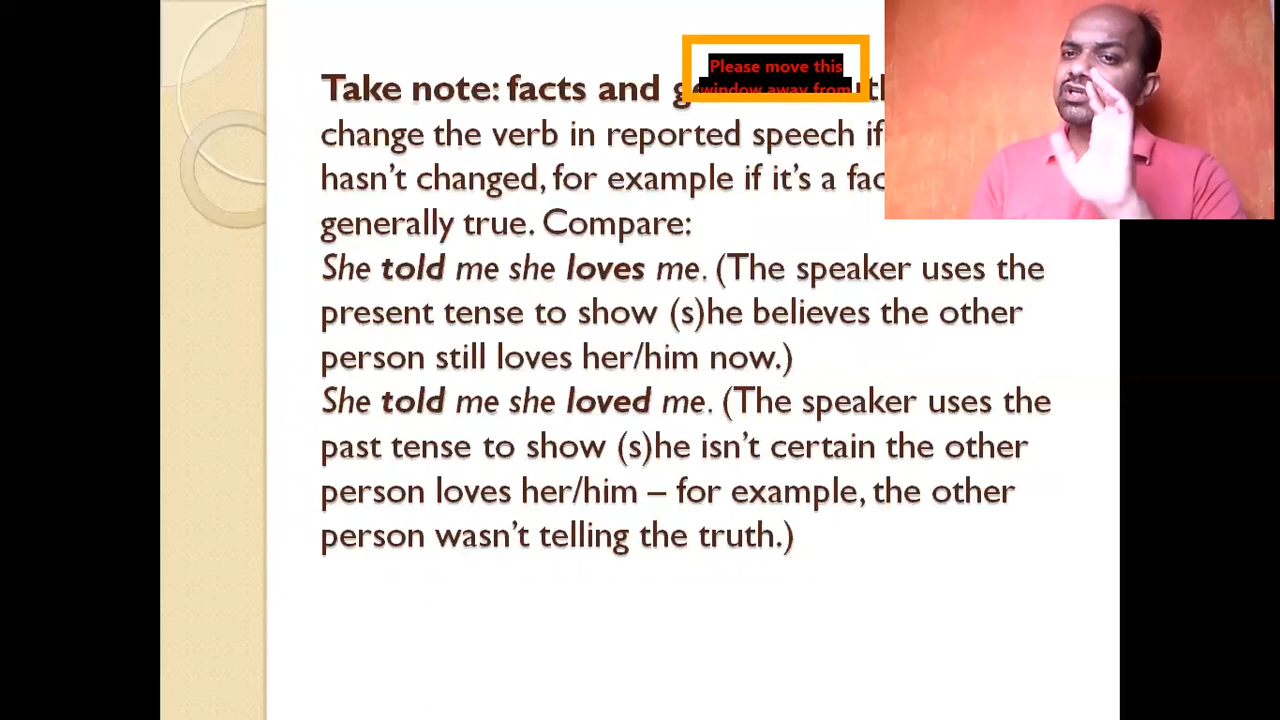 Please move this
window away from
Take note: facts and
change the verb in reported speech if
hasn't changed, for example if it's a
generally true. Compare:
She told me she loves me. (The speaker uses the
present tense to show (s)he believes the other
person still loves her/him now.)
She told me she loved me. (The speaker uses the
past tense to show (s)he isn't certain the other
person loves her/him – for example, the other
person wasn't telling the truth.)